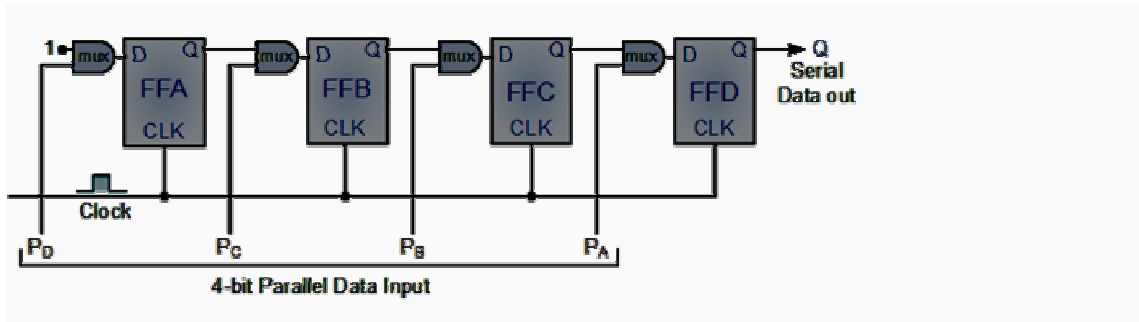 1 mux D Q mux D Q mux D Q mux D Q Q
FFA FFB FFC FFD
CLK CLK CLK CLK
Serial
Data out
Clock
PD PC PB PA
4-bit Parallel Data Input